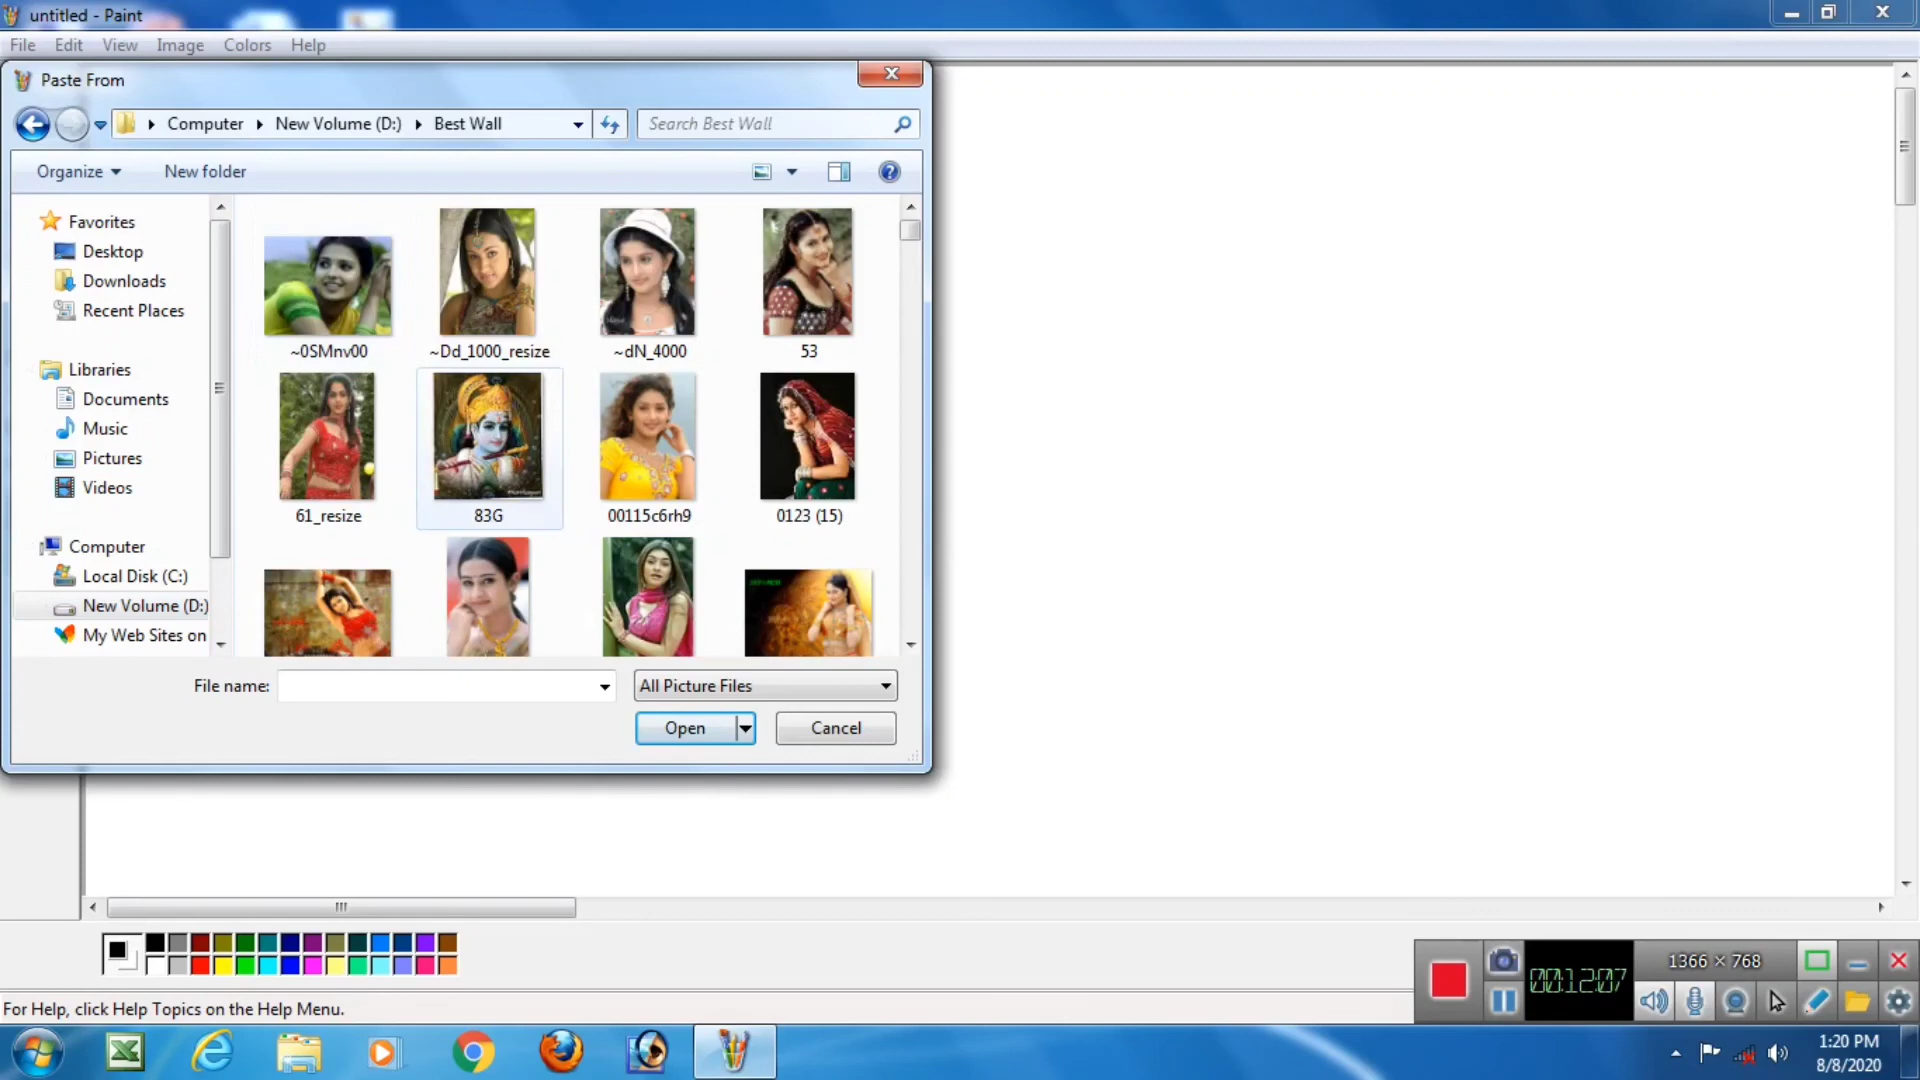 untitled - Paint
File Edit View Image Colors Help
Paste From
Computer New Volume (D:) Best Wall
Search Best Wall
Organize New folder
Favorites
Desktop
Downloads
Recent Places
Libraries
Documents
Music
Pictures
Videos
Computer
Local Disk (C:)
New Volume (D:)
My Web Sites on
~0SMnv00 ~Dd_1000_resize ~dN_4000 53
61_resize 83G 00115c6rh9 0123 (15)
File name: All Picture Files
Open Cancel
1366 × 768
00:12:07
For Help, click Help Topics on the Help Menu.
1:20 PM
8/8/2020